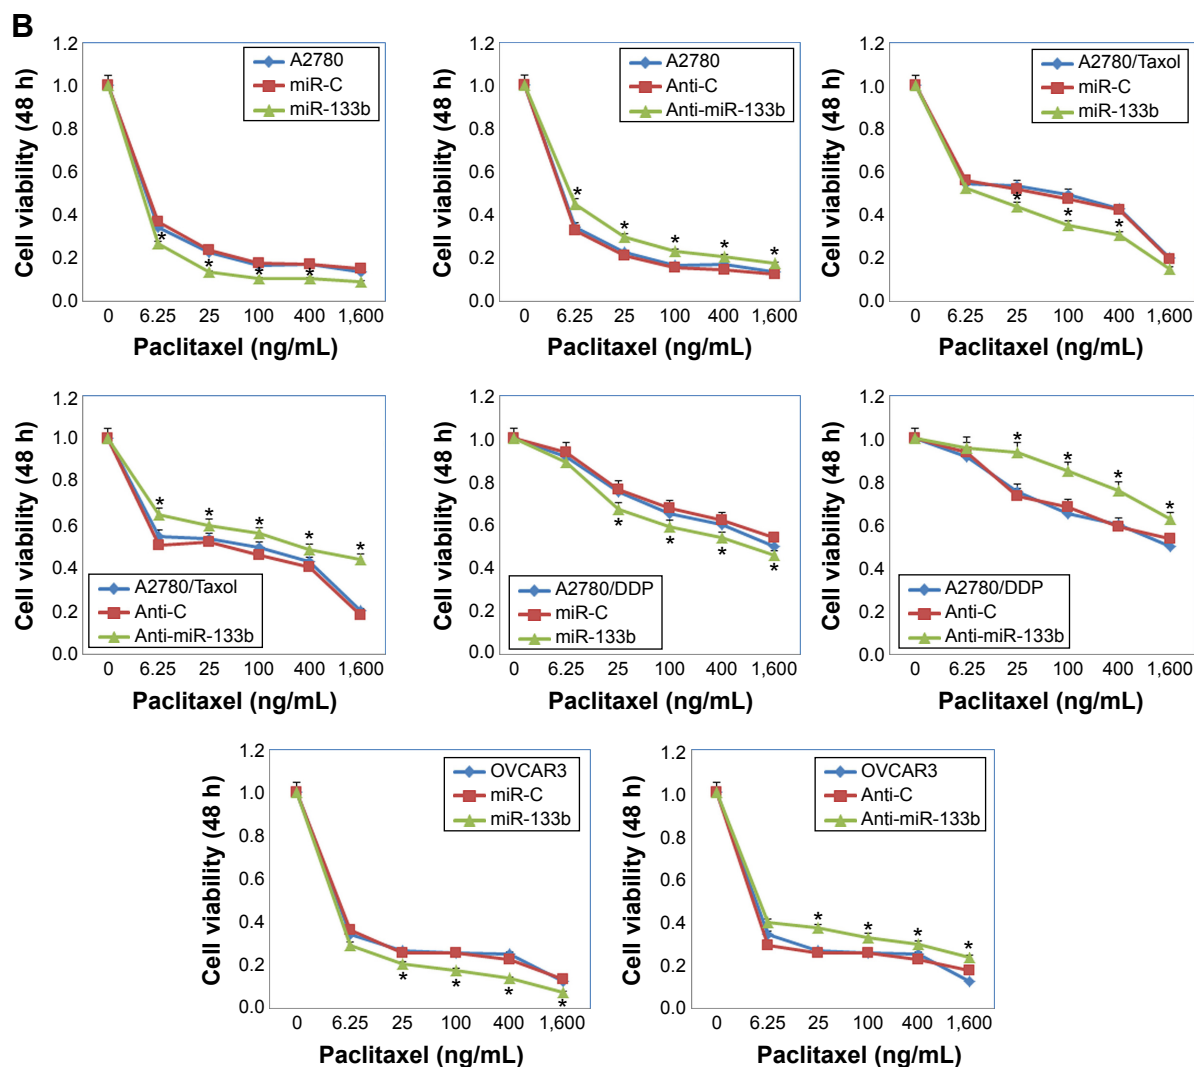 B
1.2
1.0
0.8
0.6
0.4
0.2
0.0
Cell viability (48 h)
A2780
miR-C
miR-133b
*
*
*
*
0 6.25 25 100 400 1,600
Paclitaxel (ng/mL)
1.2
1.0
0.8
0.6
0.4
0.2
0.0
Cell viability (48 h)
A2780
Anti-C
Anti-miR-133b
*
*
*
*
*
0 6.25 25 100 400 1,600
Paclitaxel (ng/mL)
1.2
1.0
0.8
0.6
0.4
0.2
0.0
Cell viability (48 h)
A2780/Taxol
miR-C
miR-133b
*
*
*
0 6.25 25 100 400 1,600
Paclitaxel (ng/mL)
1.2
1.0
0.8
0.6
0.4
0.2
0.0
Cell viability (48 h)
*
*
*
*
*
A2780/Taxol
Anti-C
Anti-miR-133b
0 6.25 25 100 400 1,600
Paclitaxel (ng/mL)
1.2
1.0
0.8
0.6
0.4
0.2
0.0
Cell viability (48 h)
*
*
*
*
A2780/DDP
miR-C
miR-133b
0 6.25 25 100 400 1,600
Paclitaxel (ng/mL)
1.2
1.0
0.8
0.6
0.4
0.2
0.0
Cell viability (48 h)
*
*
*
*
A2780/DDP
Anti-C
Anti-miR-133b
0 6.25 25 100 400 1,600
Paclitaxel (ng/mL)
1.2
1.0
0.8
0.6
0.4
0.2
0.0
Cell viability (48 h)
OVCAR3
miR-C
miR-133b
*
*
*
*
0 6.25 25 100 400 1,600
Paclitaxel (ng/mL)
1.2
1.0
0.8
0.6
0.4
0.2
0.0
Cell viability (48 h)
OVCAR3
Anti-C
Anti-miR-133b
*
*
*
*
0 6.25 25 100 400 1,600
Paclitaxel (ng/mL)